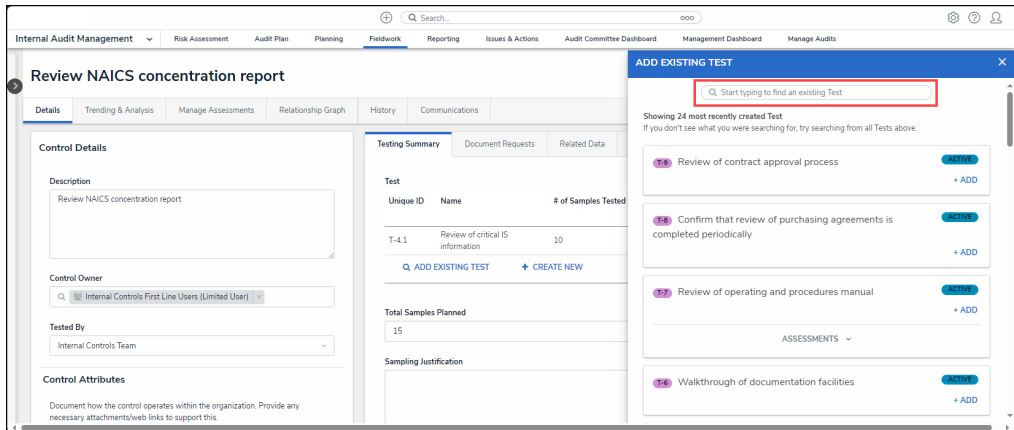 Search...
ooo
Internal Audit Management
Risk Assessment
Audit Plan
Planning
Fieldwork
Reporting
Issues & Actions
Audit Committee Dashboard
Management Dashboard
Manage Audits
Review NAICS concentration report
Details
Trending & Analysis
Manage Assessments
Relationship Graph
History
Communications
Control Details
Description
Review NAICS concentration report
Control Owner
Internal Controls First Line Users (Limited User) ×
Tested By
Internal Controls Team
Control Attributes
Document how the control operates within the organization. Provide any
necessary attachments/web links to support this.
Testing Summary
Document Requests
Related Data
Test
Unique ID
Name
# of Samples Tested
T-4.1
Review of critical IS
information
10
ADD EXISTING TEST
+ CREATE NEW
Total Samples Planned
15
Sampling Justification
ADD EXISTING TEST
×
Start typing to find an existing Test
Showing 24 most recently created Test
If you don't see what you were searching for, try searching from all Tests above.
T-9 Review of contract approval process
ACTIVE
+ ADD
T-8 Confirm that review of purchasing agreements is
completed periodically
ACTIVE
+ ADD
T-7 Review of operating and procedures manual
ACTIVE
+ ADD
ASSESSMENTS
T-6 Walkthrough of documentation facilities
ACTIVE
+ ADD